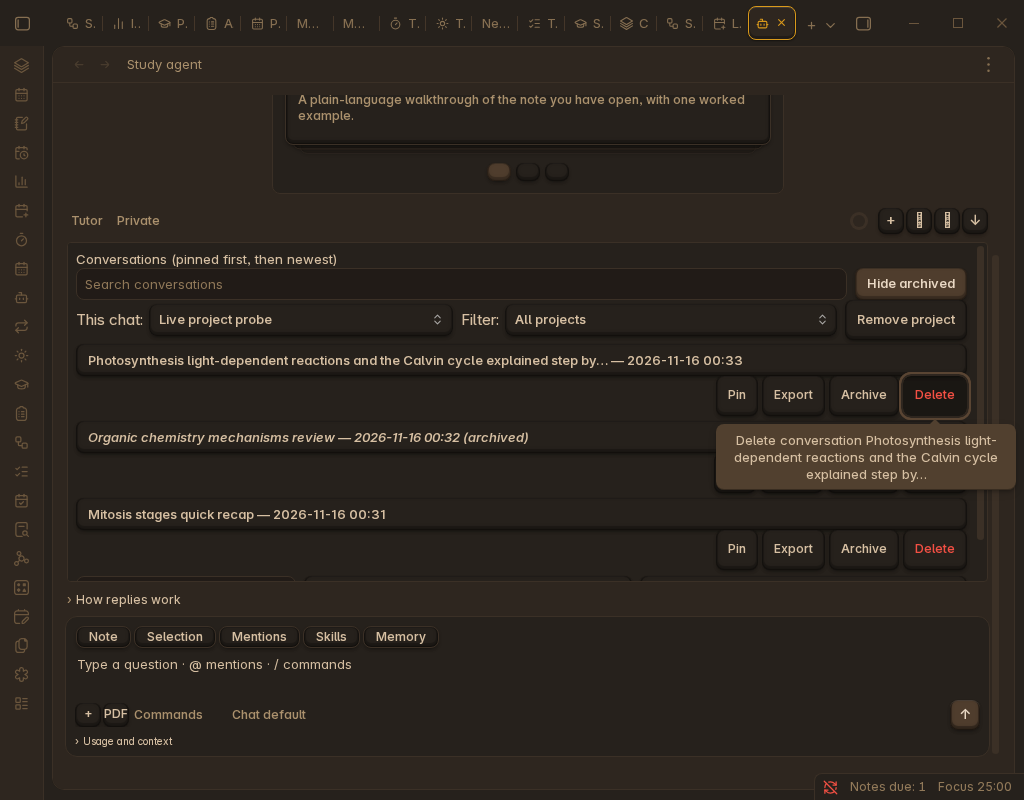 S. I.. P. A P. M... M... T. T. Ne... T. S. C S. L.
Study agent
A plain-language walkthrough of the note you have open, with one worked
example.
Tutor Private
+
Conversations (pinned first, then newest)
Search conversations
Hide archived
This chat: Live project probe Filter: All projects Remove project
Photosynthesis light-dependent reactions and the Calvin cycle explained step by... — 2026-11-16 00:33
Pin Export Archive Delete
Organic chemistry mechanisms review — 2026-11-16 00:32 (archived)
Delete conversation Photosynthesis light-
dependent reactions and the Calvin cycle
explained step by...
Mitosis stages quick recap — 2026-11-16 00:31
Pin Export Archive Delete
› How replies work
Note Selection Mentions Skills Memory
Type a question · @ mentions · / commands
+ PDF Commands Chat default
› Usage and context
Notes due: 1 Focus 25:00